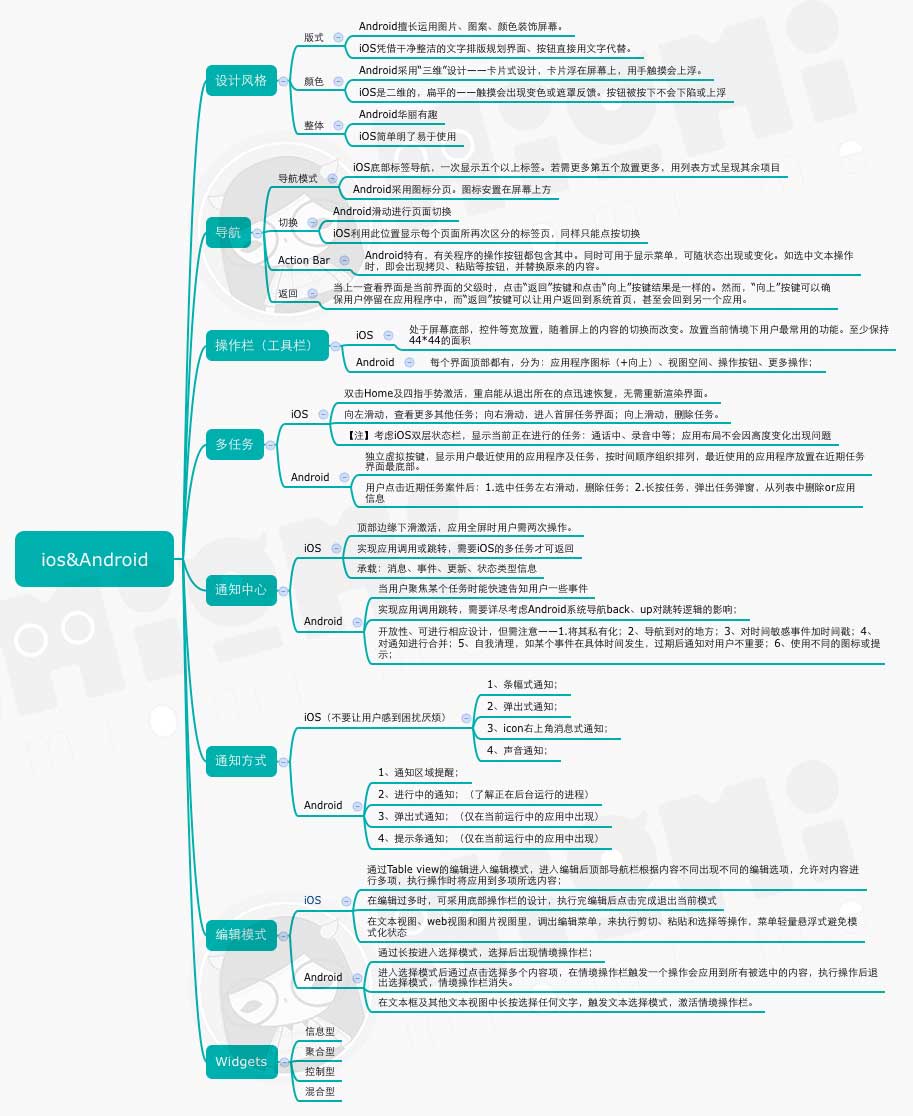 ios&Android
设计风格
版式
Android擅长运用图片、图案、颜色装饰屏幕。
iOS凭借干净整洁的文字排版规划界面、按钮直接用文字代替。
颜色
Android采用“三维”设计——卡片式设计，卡片浮在屏幕上，用手触摸会上浮。
iOS是二维的，扁平的——触摸会出现变色或遮罩反馈。按钮被按下不会下陷或上浮
整体
Android华丽有趣
iOS简单明了易于使用
导航
导航模式
iOS底部标签导航，一次显示五个以上标签。若需更多第五个放置更多，用列表方式呈现其余项目
Android采用图标分页。图标安置在屏幕上方
切换
Android滑动进行页面切换
iOS利用此位置显示每个页面所再次区分的标签页，同样只能点按切换
Action Bar
Android特有，有关程序的操作按钮都包含其中。同时可用于显示菜单，可随状态出现或变化。如选中文本操作
时，即会出现拷贝、粘贴等按钮，并替换原来的内容。
返回
当上一查看界面是当前界面的父级时，点击“返回”按键和点击“向上”按键结果是一样的。然而，“向上”按键可以确
保用户停留在应用程序中，而“返回”按键可以让用户返回到系统首页，甚至会回到另一个应用。
操作栏（工具栏）
iOS
处于屏幕底部，控件等宽放置，随着屏上的内容的切换而改变。放置当前情境下用户最常用的功能。至少保持
44*44的面积
Android
每个界面顶部都有，分为：应用程序图标（+向上）、视图空间、操作按钮、更多操作；
多任务
iOS
双击Home及四指手势激活，重启能从退出所在的点迅速恢复，无需重新渲染界面。
向左滑动，查看更多其他任务；向右滑动，进入首屏任务界面；向上滑动，删除任务。
【注】考虑iOS双层状态栏，显示当前正在进行的任务：通话中、录音中等；应用布局不会因高度变化出现问题
Android
独立虚拟按键，显示用户最近使用的应用程序及任务，按时间顺序组织排列，最近使用的应用程序放置在近期任务
界面最底部。
用户点击近期任务案件后：1.选中任务左右滑动，删除任务；2.长按任务，弹出任务弹窗，从列表中删除or应用
信息
通知中心
iOS
顶部边缘下滑激活，应用全屏时用户需两次操作。
实现应用调用或跳转，需要iOS的多任务才可返回
承载：消息、事件、更新、状态类型信息
Android
当用户聚焦某个任务时能快速告知用户一些事件
实现应用调用跳转，需要详尽考虑Android系统导航back、up对跳转逻辑的影响；
开放性、可进行相应设计，但需注意——1.将其私有化；2、导航到对的地方；3、对时间敏感事件加时间戳；4、
对通知进行合并；5、自我清理，如某个事件在具体时间发生，过期后通知对用户不重要；6、使用不同的图标或提
示；
通知方式
iOS（不要让用户感到困扰厌烦）
1、条幅式通知；
2、弹出式通知；
3、icon右上角消息式通知；
4、声音通知；
Android
1、通知区域提醒；
2、进行中的通知；（了解正在后台运行的进程）
3、弹出式通知；（仅在当前运行中的应用中出现）
4、提示条通知；（仅在当前运行中的应用中出现）
编辑模式
iOS
通过Table view的编辑进入编辑模式，进入编辑后顶部导航栏根据内容不同出现不同的编辑选项，允许对内容进
行多项，执行操作时将应用到多项所选内容；
在编辑过多时，可采用底部操作栏的设计，执行完编辑后点击完成退出当前模式
在文本视图、web视图和图片视图里，调出编辑菜单，来执行剪切、粘贴和选择等操作，菜单轻量悬浮式避免模
式化状态
Android
通过长按进入选择模式，选择后出现情境操作栏；
进入选择模式后通过点击选择多个内容项，在情境操作栏触发一个操作会应用到所有被选中的内容，执行操作后退
出选择模式，情境操作栏消失。
在文本框及其他文本视图中长按选择任何文字，触发文本选择模式，激活情境操作栏。
Widgets
信息型
聚合型
控制型
混合型